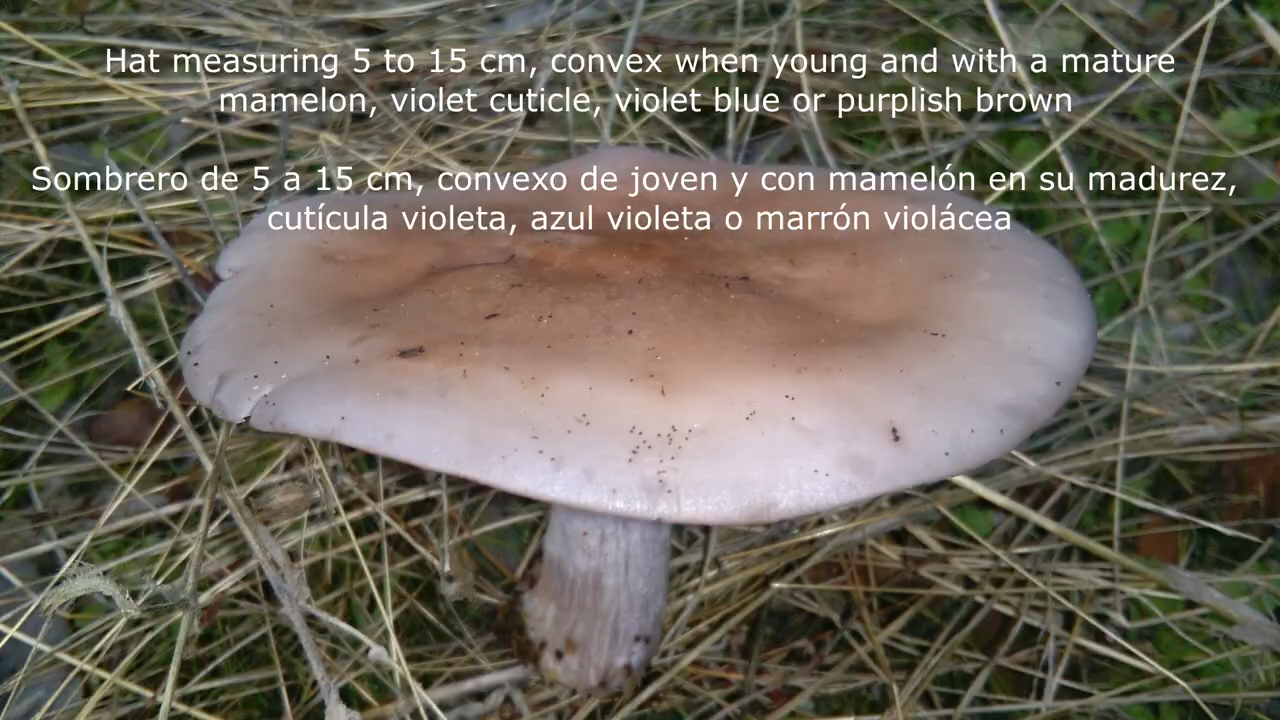 Hat measuring 5 to 15 cm, convex when young and with a mature
mamelon, violet cuticle, violet blue or purplish brown
Sombrero de 5 a 15 cm, convexo de joven y con mamelón en su madurez,
cutícula violeta, azul violeta o marrón violácea